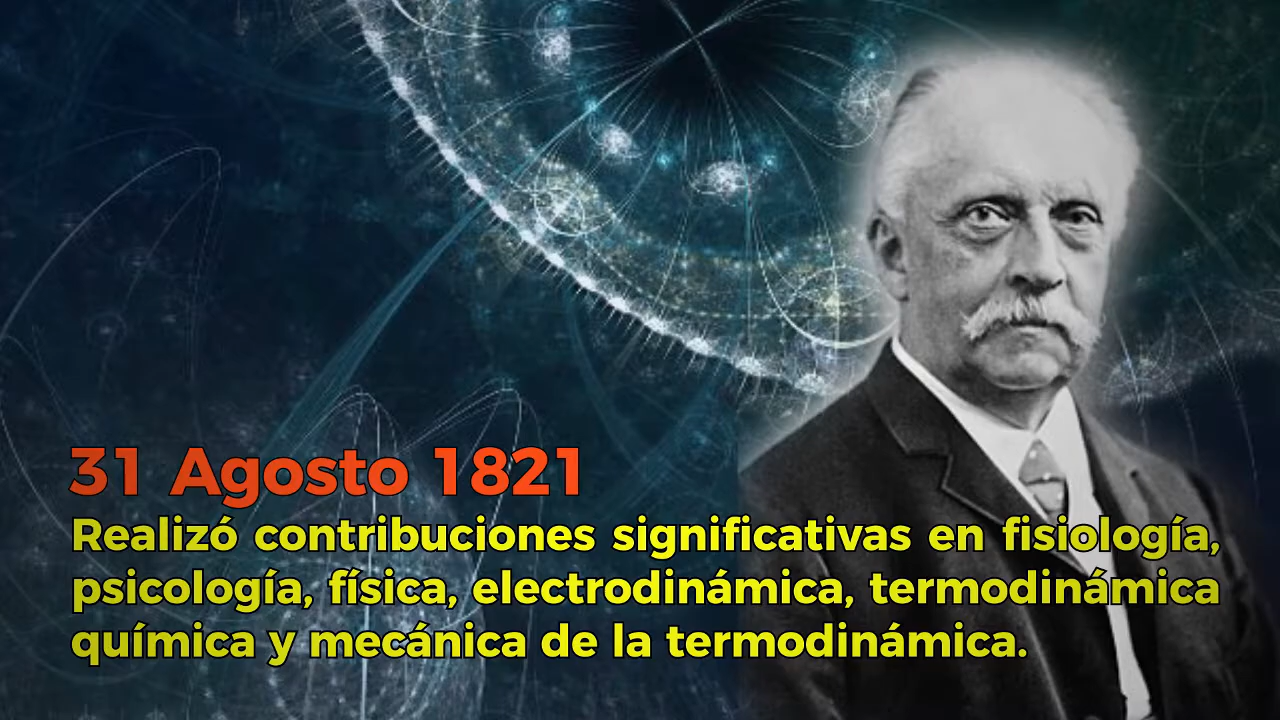 31 Agosto 1821
Realizó contribuciones significativas en fisiología,
psicología, física, electrodinámica, termodinámica
química y mecánica de la termodinámica.